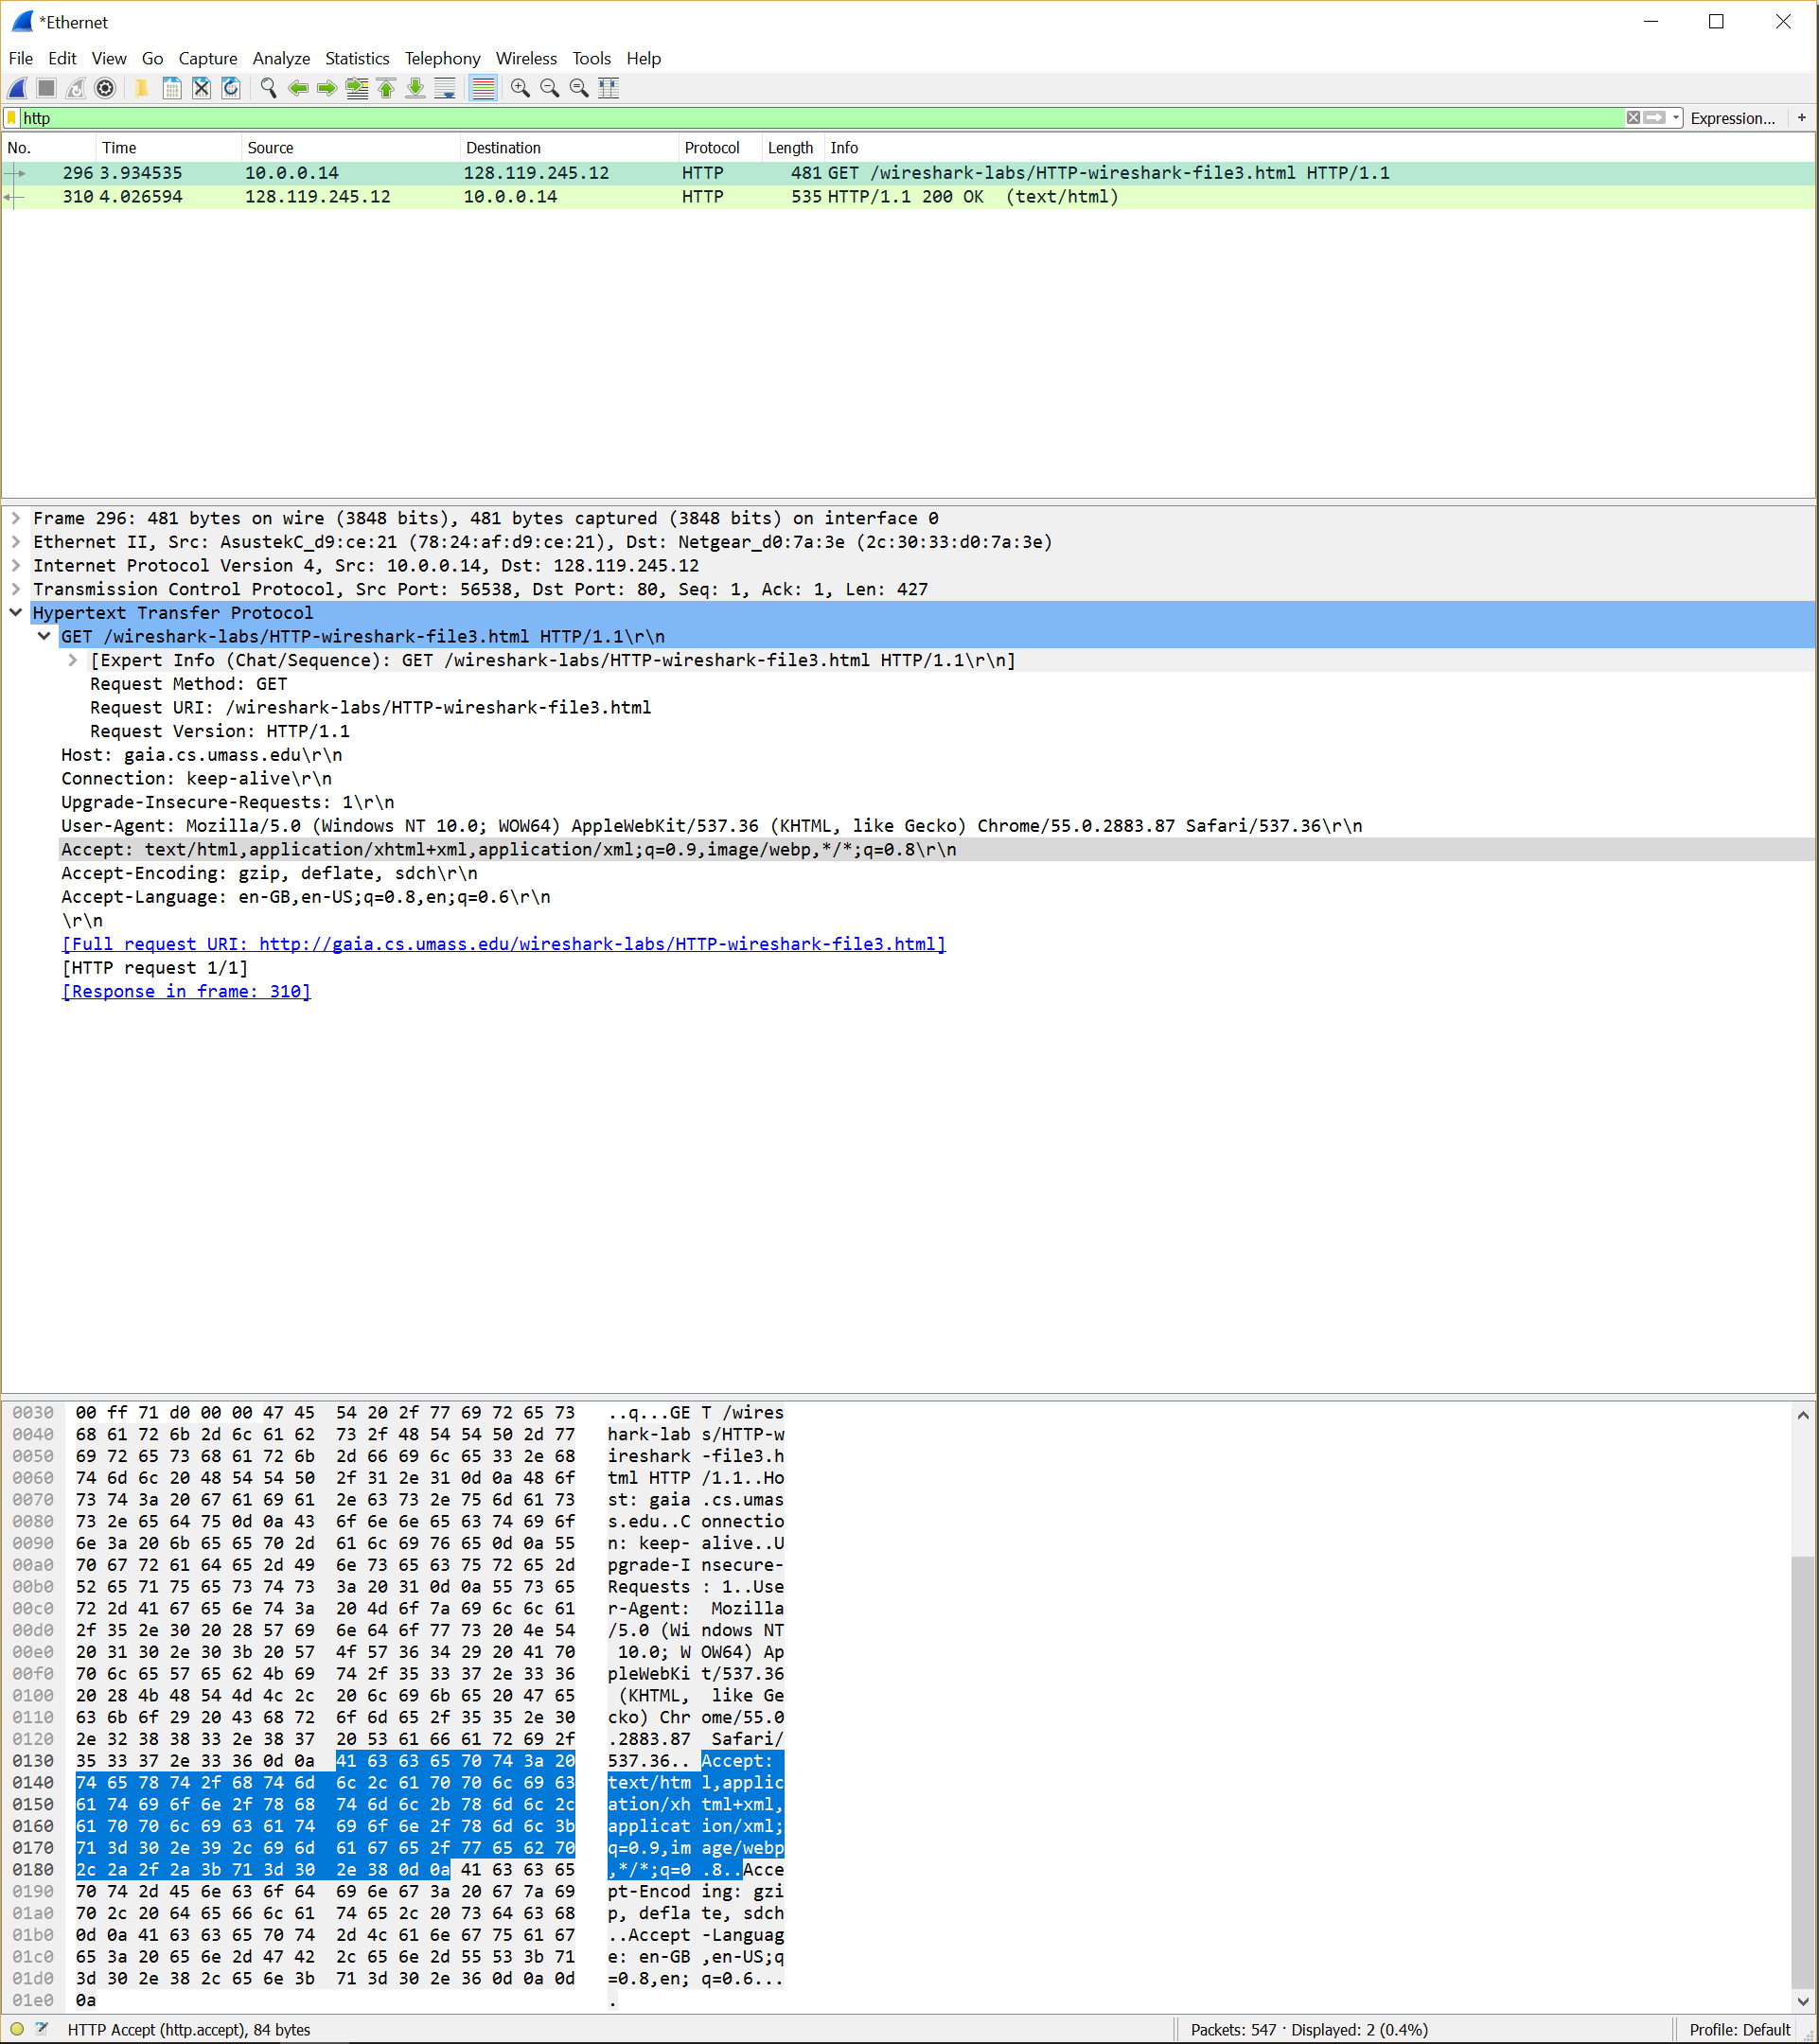 *Ethernet
File Edit View Go Capture Analyze Statistics Telephony Wireless Tools Help
http Expression... +
No. Time Source Destination Protocol Length Info
296 3.934535 10.0.0.14 128.119.245.12 HTTP 481 GET /wireshark-labs/HTTP-wireshark-file3.html HTTP/1.1
310 4.026594 128.119.245.12 10.0.0.14 HTTP 535 HTTP/1.1 200 OK (text/html)
Frame 296: 481 bytes on wire (3848 bits), 481 bytes captured (3848 bits) on interface 0
Ethernet II, Src: AsustekC_d9:ce:21 (78:24:af:d9:ce:21), Dst: Netgear_d0:7a:3e (2c:30:33:d0:7a:3e)
Internet Protocol Version 4, Src: 10.0.0.14, Dst: 128.119.245.12
Transmission Control Protocol, Src Port: 56538, Dst Port: 80, Seq: 1, Ack: 1, Len: 427
Hypertext Transfer Protocol
GET /wireshark-labs/HTTP-wireshark-file3.html HTTP/1.1\r\n
[Expert Info (Chat/Sequence): GET /wireshark-labs/HTTP-wireshark-file3.html HTTP/1.1\r\n]
Request Method: GET
Request URI: /wireshark-labs/HTTP-wireshark-file3.html
Request Version: HTTP/1.1
Host: gaia.cs.umass.edu\r\n
Connection: keep-alive\r\n
Upgrade-Insecure-Requests: 1\r\n
User-Agent: Mozilla/5.0 (Windows NT 10.0; WOW64) AppleWebKit/537.36 (KHTML, like Gecko) Chrome/55.0.2883.87 Safari/537.36\r\n
Accept: text/html,application/xhtml+xml,application/xml;q=0.9,image/webp,*/*;q=0.8\r\n
Accept-Encoding: gzip, deflate, sdch\r\n
Accept-Language: en-GB,en-US;q=0.8,en;q=0.6\r\n
\r\n
[Full request URI: http://gaia.cs.umass.edu/wireshark-labs/HTTP-wireshark-file3.html]
[HTTP request 1/1]
[Response in frame: 310]
0030 00 ff 71 d0 00 00 47 45 54 20 2f 77 69 72 65 73 ..q...GE T /wires
0040 68 61 72 6b 2d 6c 61 62 73 2f 48 54 54 50 2d 77 hark-lab s/HTTP-w
0050 69 72 65 73 68 61 72 6b 2d 66 69 6c 65 33 2e 68 ireshark -file3.h
0060 74 6d 6c 20 48 54 54 50 2f 31 2e 31 0d 0a 48 6f tml HTTP /1.1..Ho
0070 73 74 3a 20 67 61 69 61 2e 63 73 2e 75 6d 61 73 st: gaia .cs.umas
0080 73 2e 65 64 75 0d 0a 43 6f 6e 6e 65 63 74 69 6f s.edu..C onnectio
0090 6e 3a 20 6b 65 65 70 2d 61 6c 69 76 65 0d 0a 55 n: keep- alive..U
00a0 70 67 72 61 64 65 2d 49 6e 73 65 63 75 72 65 2d pgrade-I nsecure-
00b0 52 65 71 75 65 73 74 73 3a 20 31 0d 0a 55 73 65 Requests : 1..Use
00c0 72 2d 41 67 65 6e 74 3a 20 4d 6f 7a 69 6c 6c 61 r-Agent: Mozilla
00d0 2f 35 2e 30 20 28 57 69 6e 64 6f 77 73 20 4e 54 /5.0 (Wi ndows NT
00e0 20 31 30 2e 30 3b 20 57 4f 57 36 34 29 20 41 70 10.0; W OW64) Ap
00f0 70 6c 65 57 65 62 4b 69 74 2f 35 33 37 2e 33 36 pleWebKi t/537.36
0100 20 28 4b 48 54 4d 4c 2c 20 6c 69 6b 65 20 47 65 (KHTML, like Ge
0110 63 6b 6f 29 20 43 68 72 6f 6d 65 2f 35 35 2e 30 cko) Chr ome/55.0
0120 2e 32 38 38 33 2e 38 37 20 53 61 66 61 72 69 2f .2883.87 Safari/
0130 35 33 37 2e 33 36 0d 0a 41 63 63 65 70 74 3a 20 537.36.. Accept:
0140 74 65 78 74 2f 68 74 6d 6c 2c 61 70 70 6c 69 63 text/htm l,applic
0150 61 74 69 6f 6e 2f 78 68 74 6d 6c 2b 78 6d 6c 2c ation/xh tml+xml,
0160 61 70 70 6c 69 63 61 74 69 6f 6e 2f 78 6d 6c 3b applicat ion/xml;
0170 71 3d 30 2e 39 2c 69 6d 61 67 65 2f 77 65 62 70 q=0.9,im age/webp
0180 2c 2a 2f 2a 3b 71 3d 30 2e 38 0d 0a 41 63 63 65 ,*/*;q=0 .8..Acce
0190 70 74 2d 45 6e 63 6f 64 69 6e 67 3a 20 67 7a 69 pt-Encod ing: gzi
01a0 70 2c 20 64 65 66 6c 61 74 65 2c 20 73 64 63 68 p, defla te, sdch
01b0 0d 0a 41 63 63 65 70 74 2d 4c 61 6e 67 75 61 67 ..Accept -Languag
01c0 65 3a 20 65 6e 2d 47 42 2c 65 6e 2d 55 53 3b 71 e: en-GB ,en-US;q
01d0 3d 30 2e 38 2c 65 6e 3b 71 3d 30 2e 36 0d 0a 0d =0.8,en; q=0.6...
01e0 0a .
HTTP Accept (http.accept), 84 bytes Packets: 547 · Displayed: 2 (0.4%) Profile: Default